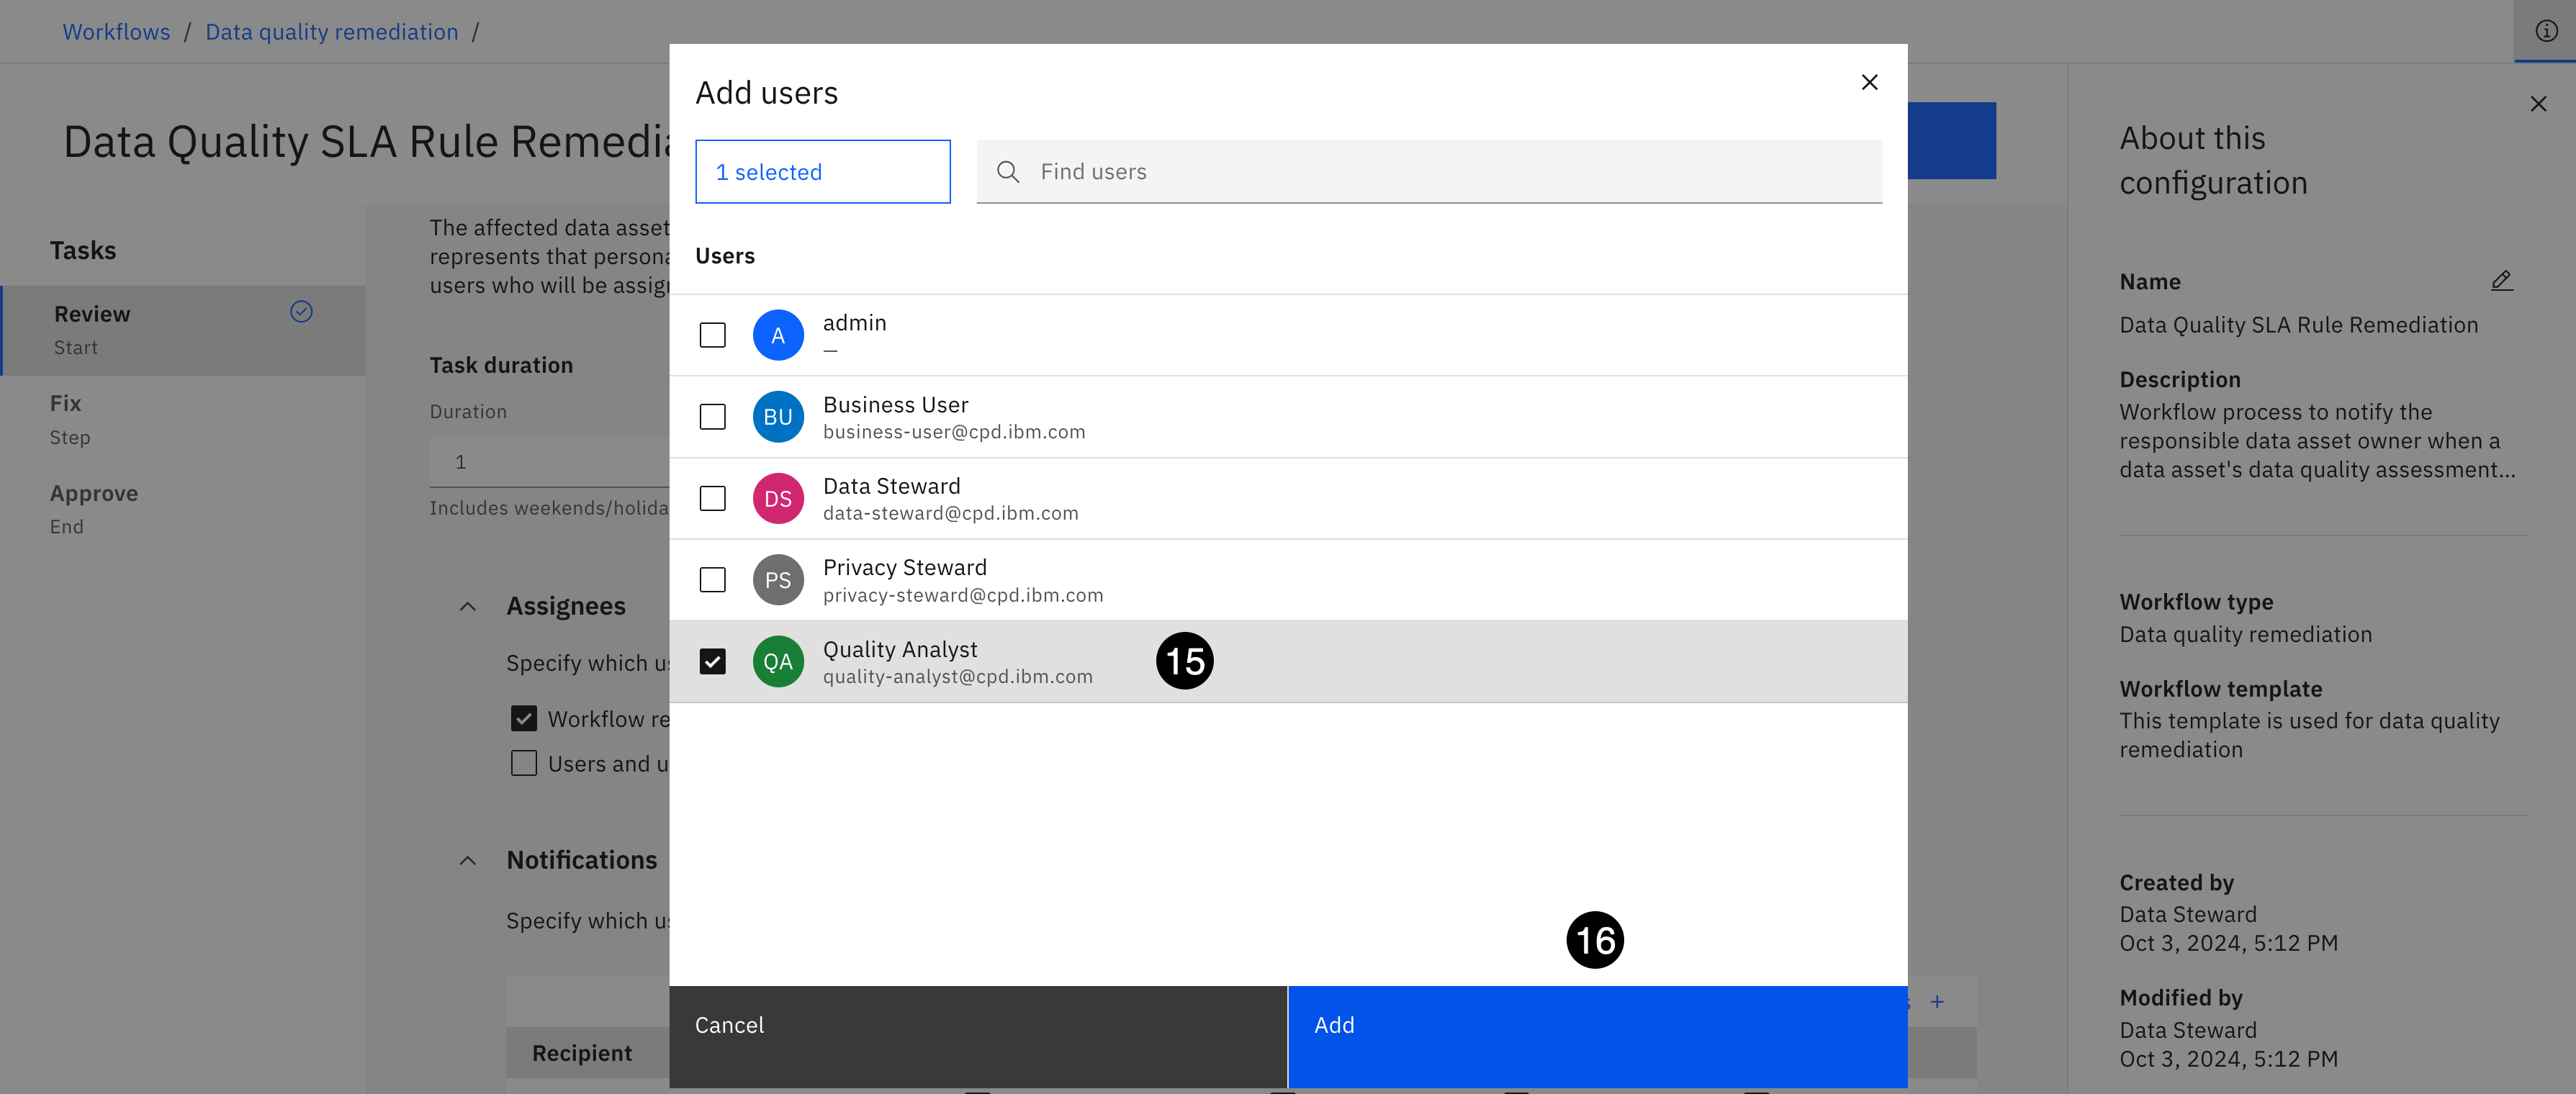 Workflows / Data quality remediation /
Data Quality SLA Rule
Tasks
Review
Start
Fix
Step
Approve
End
The affected data asset
represents that
users who will be
Task duration
Duration
1
Includes
Assignees
Specify which
Workflow
Users and
Notifications
Specify which
Recipient
Add users
1 selected
Find users
Users
A
admin
—
BU
Business User
business-user@cpd.ibm.com
DS
Data Steward
data-steward@cpd.ibm.com
PS
Privacy Steward
privacy-steward@cpd.ibm.com
QA
Quality Analyst
quality-analyst@cpd.ibm.com
15
16
Cancel
Add
+
About this
configuration
Name
Data Quality SLA Rule Remediation
Description
Workflow process to notify the
responsible data asset owner when a
data asset's data quality assessment...
Workflow type
Data quality remediation
Workflow template
This template is used for data quality
remediation
Created by
Data Steward
Oct 3, 2024, 5:12 PM
Modified by
Data Steward
Oct 3, 2024, 5:12 PM